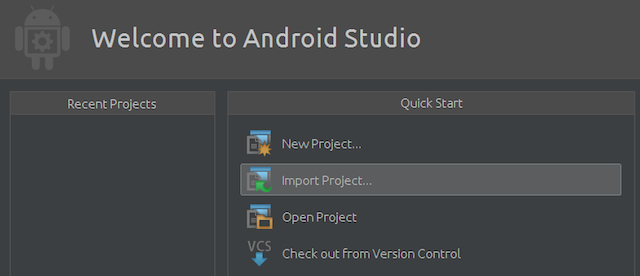 Welcome to Android Studio
Recent Projects
Quick Start
New Project...
Import Project...
Open Project
VCS
Check out from Version Control